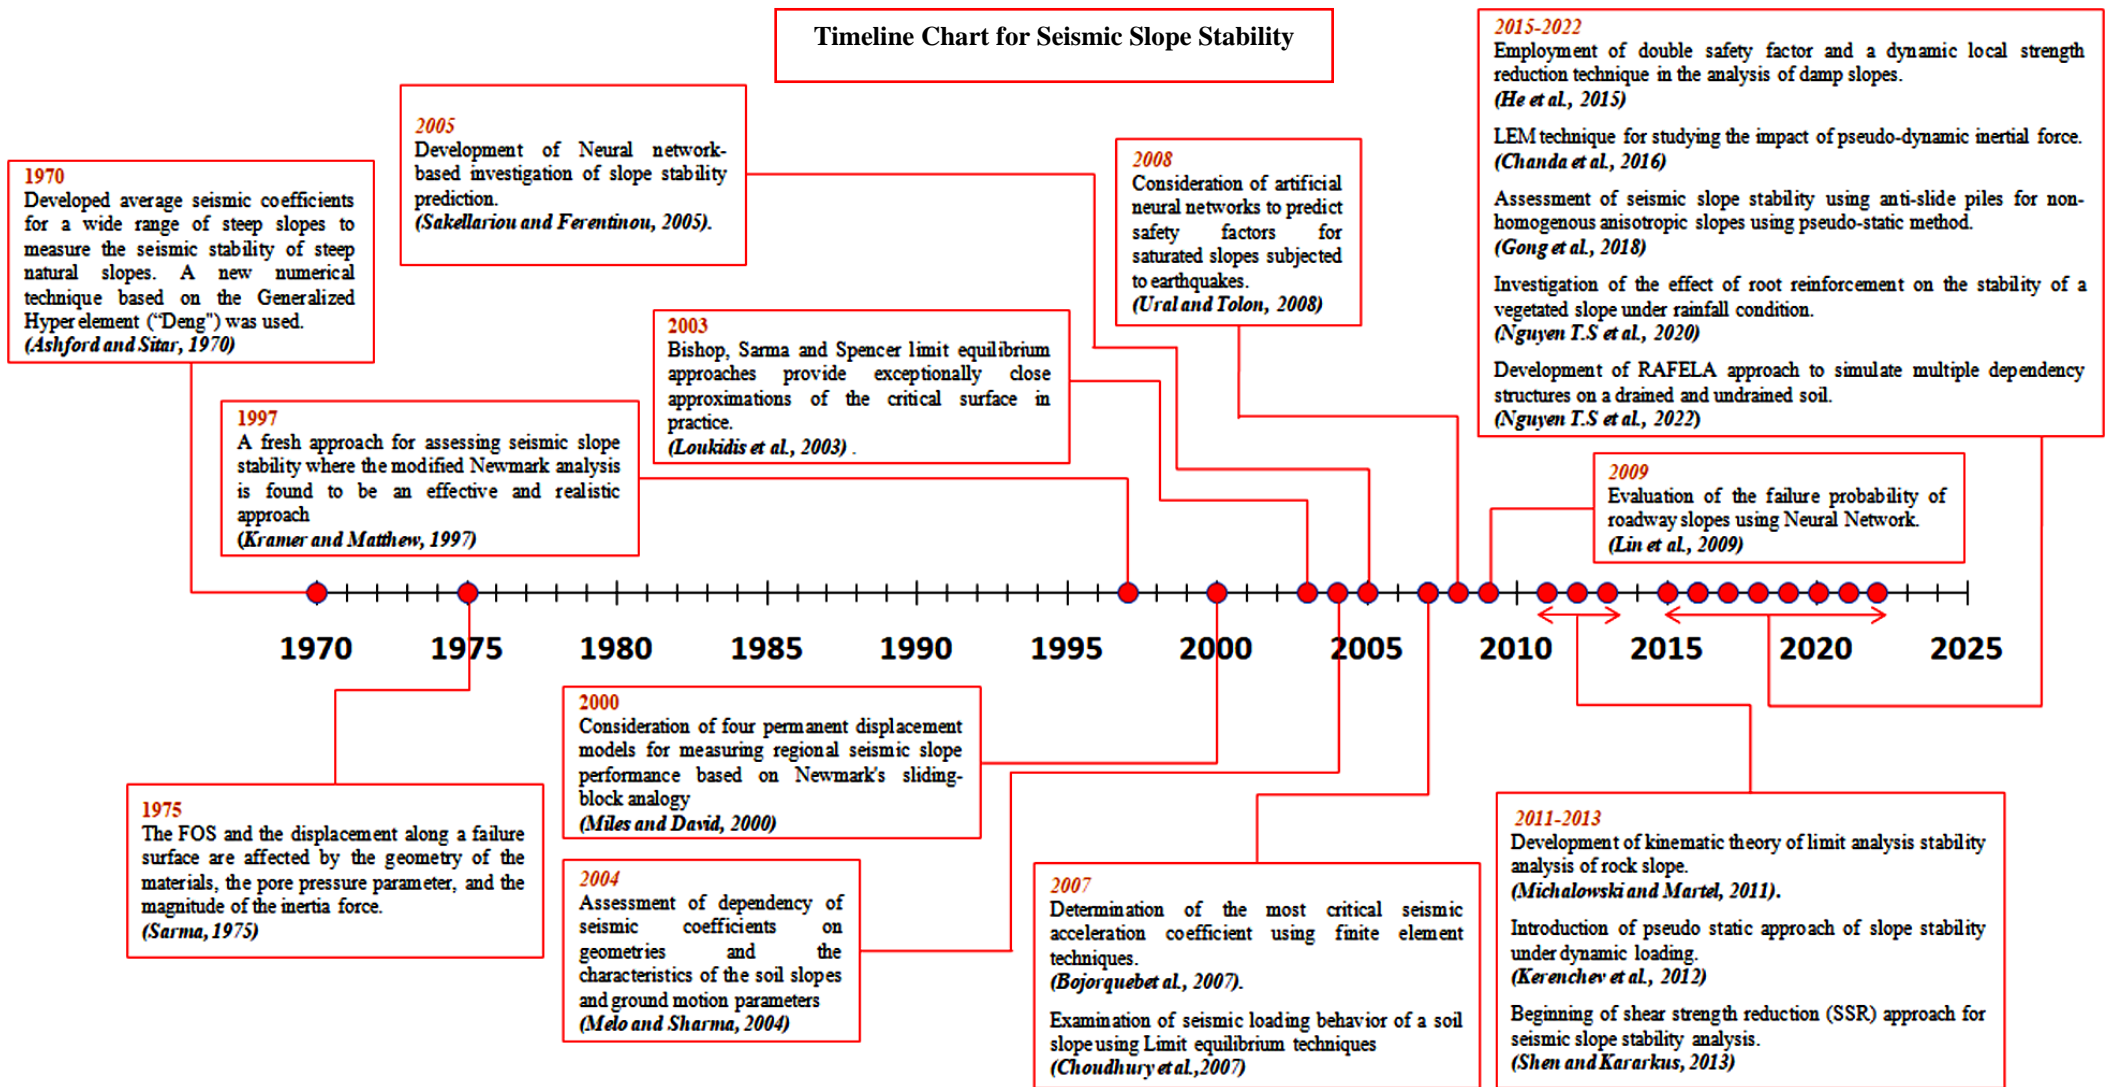 Timeline Chart for Seismic Slope Stability
1970
Developed average seismic coefficients
for a wide range of steep slopes to
measure the seismic stability of steep
natural slopes. A new numerical
technique based on the Generalized
Hyper element (“Deng") was used.
(Ashford and Sitar, 1970)
2005
Development of Neural network-
based investigation of slope stability
prediction.
(Sakellariou and Ferentinou, 2005).
1997
A fresh approach for assessing seismic slope
stability where the modified Newmark analysis
is found to be an effective and realistic
approach
(Kramer and Matthew, 1997)
2003
Bishop, Sarma and Spencer limit equilibrium
approaches provide exceptionally close
approximations of the critical surface in
practice.
(Loukidis et al., 2003) .
2008
Consideration of artificial
neural networks to predict
safety factors for
saturated slopes subjected
to earthquakes.
(Ural and Tolon, 2008)
2015-2022
Employment of double safety factor and a dynamic local strength
reduction technique in the analysis of damp slopes.
(He et al., 2015)
LEM technique for studying the impact of pseudo-dynamic inertial force.
(Chanda et al., 2016)
Assessment of seismic slope stability using anti-slide piles for non-
homogenous anisotropic slopes using pseudo-static method.
(Gong et al., 2018)
Investigation of the effect of root reinforcement on the stability of a
vegetated slope under rainfall condition.
(Nguyen T.S et al., 2020)
Development of RAFELA approach to simulate multiple dependency
structures on a drained and undrained soil.
(Nguyen T.S et al., 2022)
2009
Evaluation of the failure probability of
roadway slopes using Neural Network.
(Lin et al., 2009)
1970 1975 1980 1985 1990 1995 2000 2005 2010 2015 2020 2025
1975
The FOS and the displacement along a failure
surface are affected by the geometry of the
materials, the pore pressure parameter, and the
magnitude of the inertia force.
(Sarma, 1975)
2000
Consideration of four permanent displacement
models for measuring regional seismic slope
performance based on Newmark's sliding-
block analogy
(Miles and David, 2000)
2004
Assessment of dependency of
seismic coefficients on
geometries and the
characteristics of the soil slopes
and ground motion parameters
(Melo and Sharma, 2004)
2007
Determination of the most critical seismic
acceleration coefficient using finite element
techniques.
(Bojorquebet al., 2007).
Examination of seismic loading behavior of a soil
slope using Limit equilibrium techniques
(Choudhury et al.,2007)
2011-2013
Development of kinematic theory of limit analysis stability
analysis of rock slope.
(Michalowski and Martel, 2011).
Introduction of pseudo static approach of slope stability
under dynamic loading.
(Kerenchev et al., 2012)
Beginning of shear strength reduction (SSR) approach for
seismic slope stability analysis.
(Shen and Kararkus, 2013)